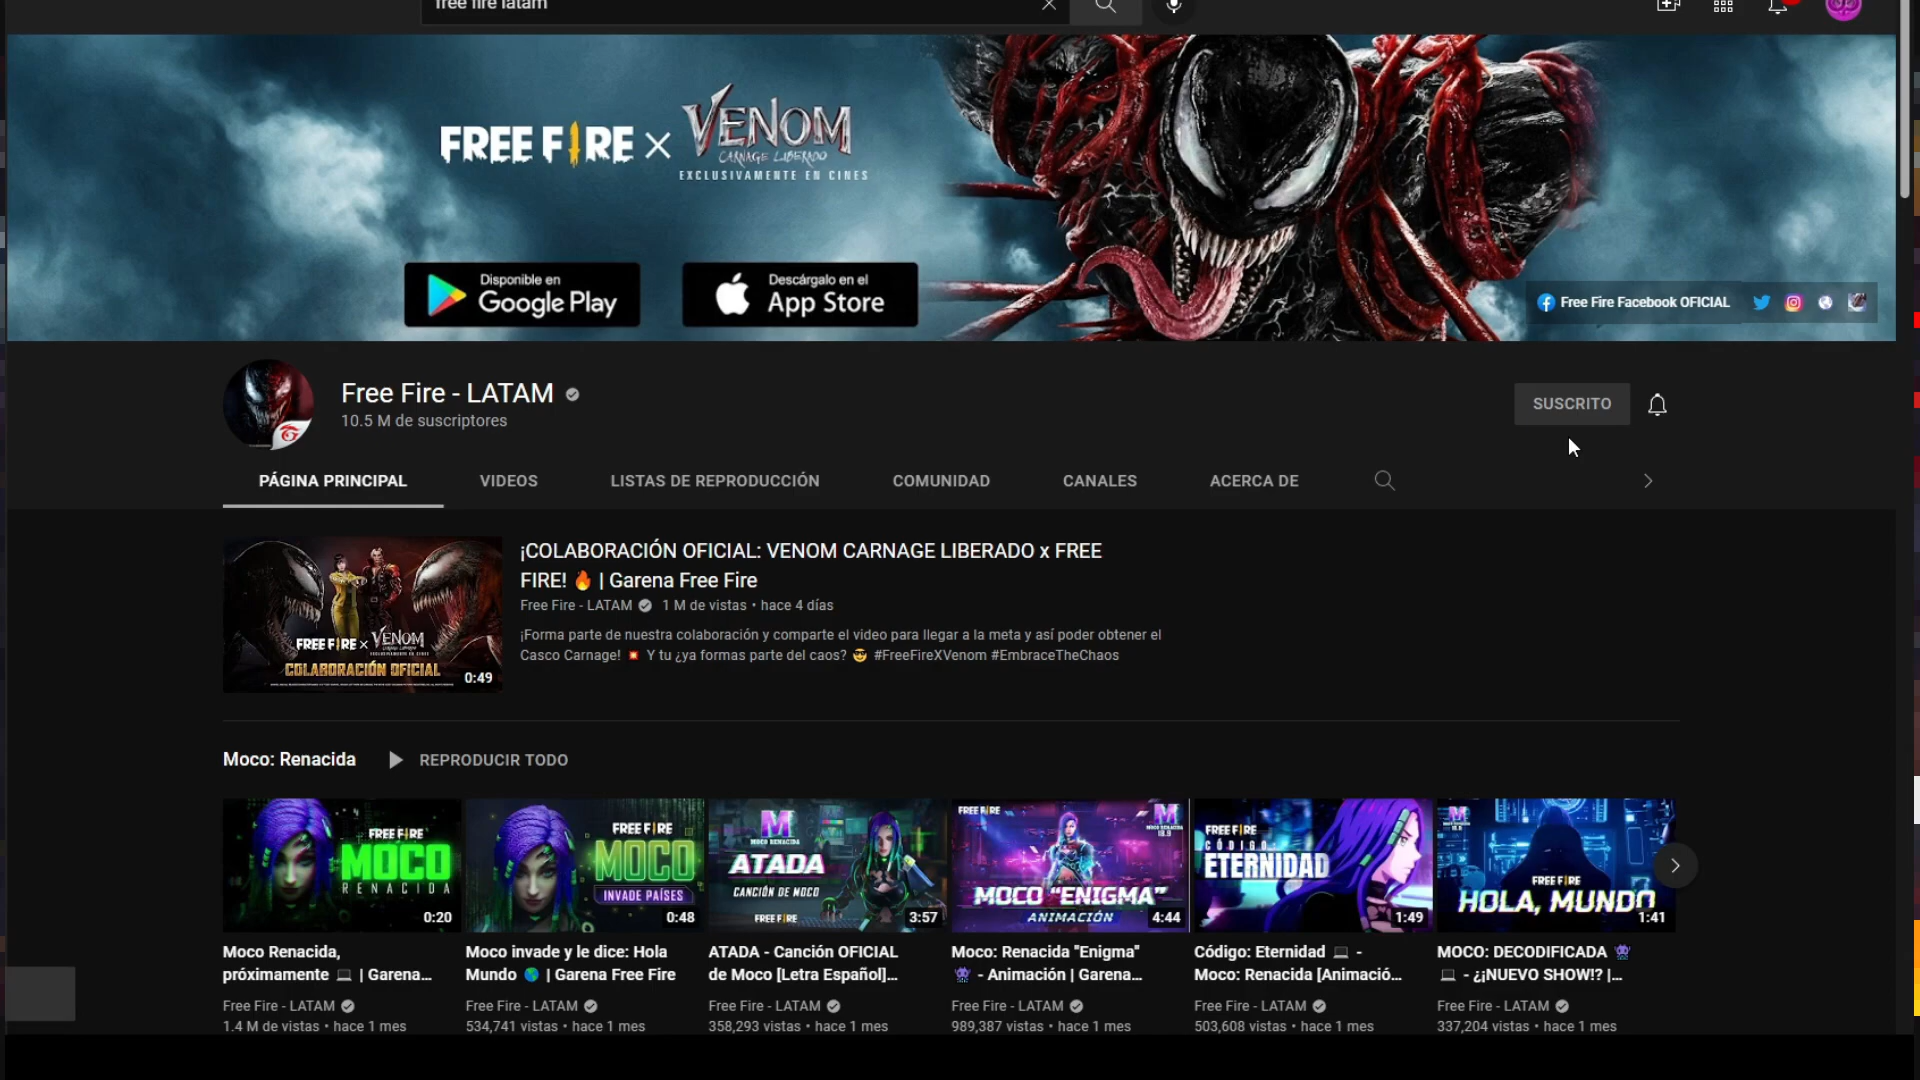 free fire latam
FREE FIRE X VENOM
CARNAGE LIBERADO
EXCLUSIVAMENTE EN CINES
Disponible en
Google Play
Descárgalo en el
App Store
Free Fire Facebook OFICIAL
Free Fire - LATAM
10.5 M de suscriptores
SUSCRITO
PÁGINA PRINCIPAL VIDEOS LISTAS DE REPRODUCCIÓN COMUNIDAD CANALES ACERCA DE
¡COLABORACIÓN OFICIAL: VENOM CARNAGE LIBERADO x FREE
FIRE! 🔥 | Garena Free Fire
Free Fire - LATAM 1 M de vistas • hace 4 días
¡Forma parte de nuestra colaboración y comparte el video para llegar a la meta y así poder obtener el
Casco Carnage! 💥 Y tu ¿ya formas parte del caos? 😎 #FreeFireXVenom #EmbraceTheChaos
FREE FIRE X VENOM
COLABORACIÓN OFICIAL
0:49
Moco: Renacida REPRODUCIR TODO
FREE FIRE
MOCO
RENACIDA
0:20
Moco Renacida,
próximamente 💻 | Garena...
Free Fire - LATAM
1.4 M de vistas • hace 1 mes
FREE FIRE
MOCO
INVADE PAÍSES
0:48
Moco invade y le dice: Hola
Mundo 🌎 | Garena Free Fire
Free Fire - LATAM
534,741 vistas • hace 1 mes
M
MOCO RENACIDA
ATADA
CANCIÓN DE MOCO
FREE FIRE
3:57
ATADA - Canción OFICIAL
de Moco [Letra Español]...
Free Fire - LATAM
358,293 vistas • hace 1 mes
FREE FIRE
M
MOCO RENACIDA
MOCO "ENIGMA"
ANIMACIÓN
4:44
Moco: Renacida "Enigma"
👾 - Animación | Garena...
Free Fire - LATAM
989,387 vistas • hace 1 mes
FREE FIRE
CÓDIGO:
ETERNIDAD
1:49
Código: Eternidad 💻 -
Moco: Renacida [Animació...
Free Fire - LATAM
503,608 vistas • hace 1 mes
M
FREE FIRE
HOLA, MUNDO
1:41
MOCO: DECODIFICADA 👾
💻 - ¿¡NUEVO SHOW!? |...
Free Fire - LATAM
337,204 vistas • hace 1 mes